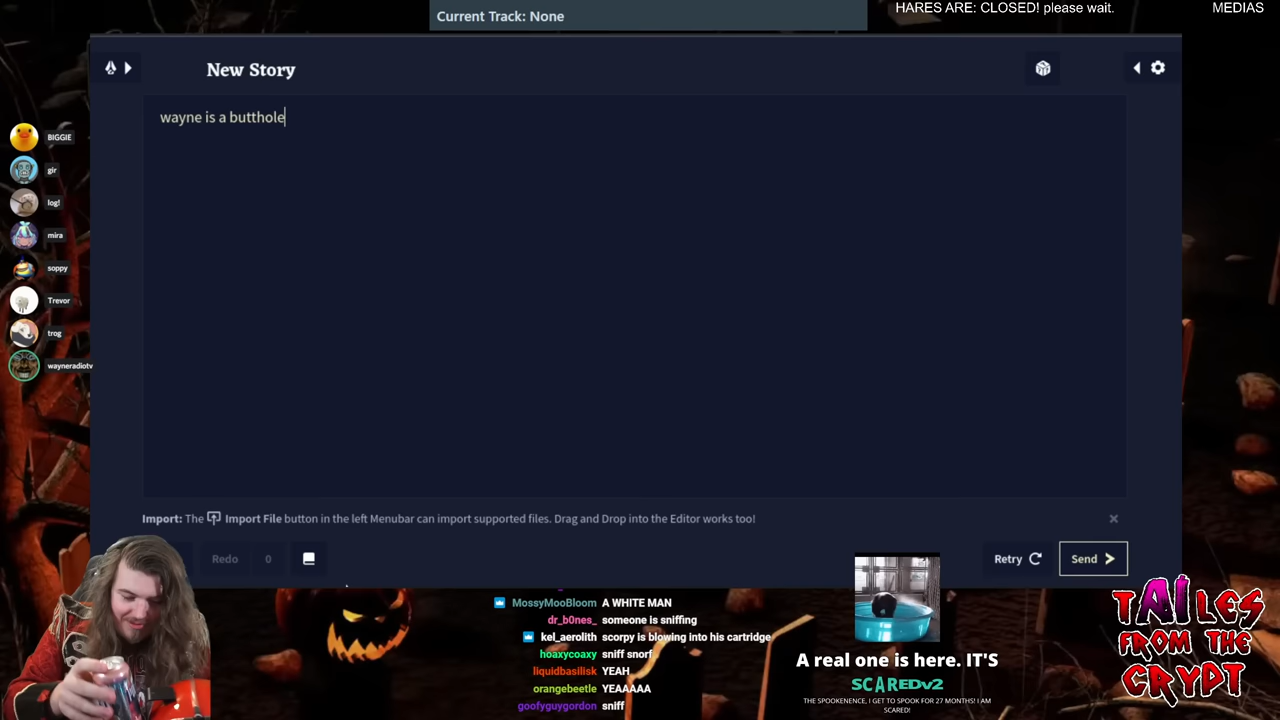 Current Track: None
HARES ARE: CLOSED! please wait.
MEDIAS
New Story
wayne is a butthole
BIGGIE
gir
log!
mira
soppy
Trevor
trog
wayneradiotv
Import: The Import File button in the left Menubar can import supported files. Drag and Drop into the Editor works too!
Redo 0
Retry
Send
MossyMooBloom A WHITE MAN
dr_b0nes_ someone is sniffing
kel_aerolith scorpy is blowing into his cartridge
hoaxycoaxy sniff snorf
liquidbasilisk YEAH
orangebeetle YEAAAAA
goofyguygordon sniff
A real one is here. IT'S
SCAREDv2
THE SPOOKENENCE, I GET TO SPOOK FOR 27 MONTHS! I AM
SCARED!
TAILES
FROM THE
CRYPT